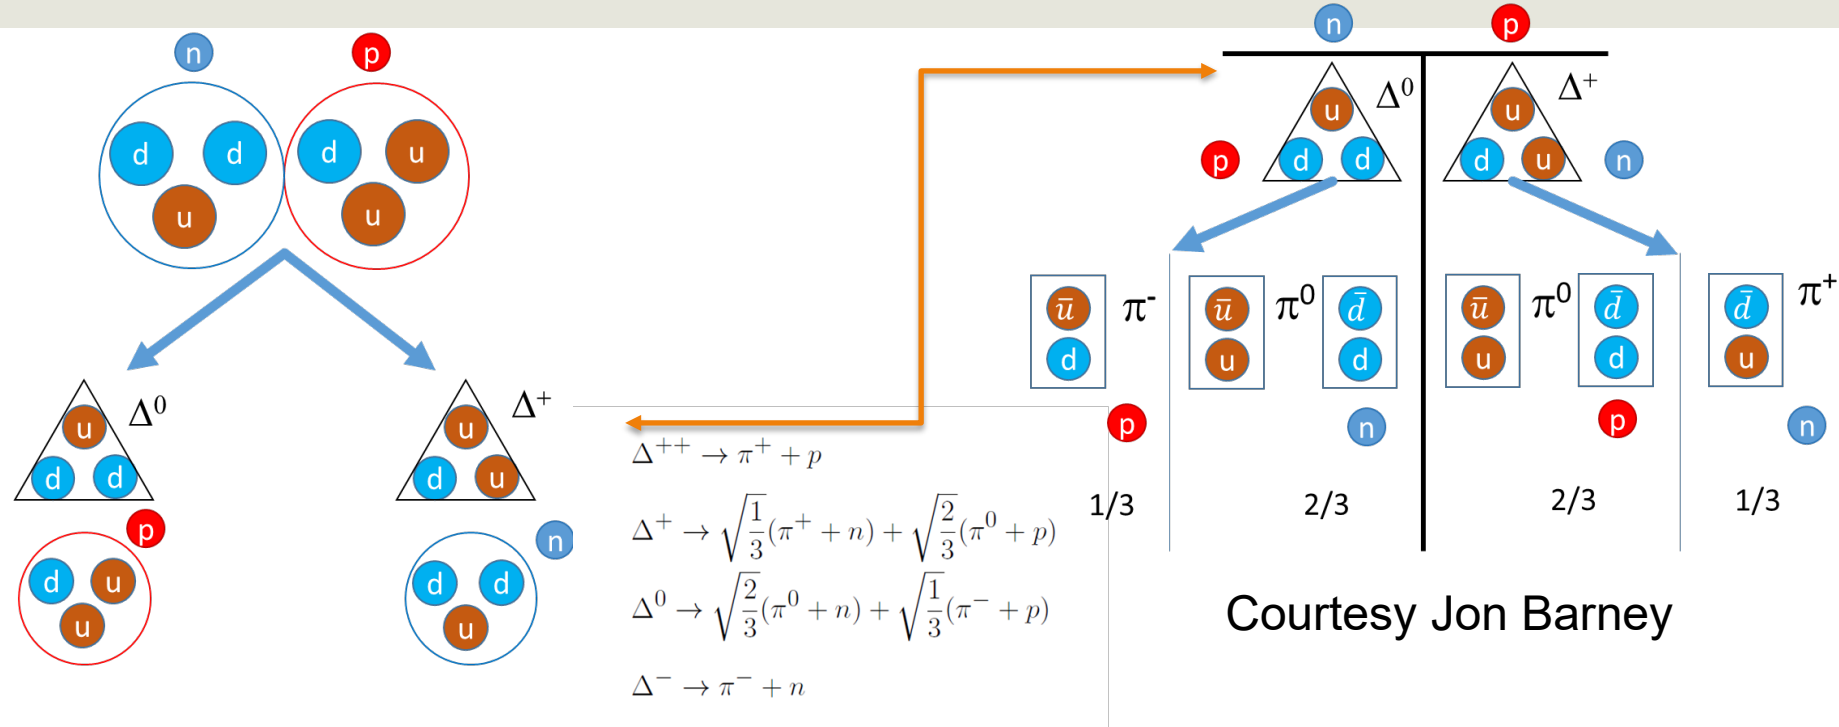 n p
d d d u
u u
Δ⁰ Δ⁺
u u
d d d u
p n
d u d d
u u
Δ⁺⁺ → π⁺ + p
Δ⁺ → √(1/3)(π⁺ + n) + √(2/3)(π⁰ + p)
Δ⁰ → √(2/3)(π⁰ + n) + √(1/3)(π⁻ + p)
Δ⁻ → π⁻ + n
n p
Δ⁰ Δ⁺
u u
p d d d u n
ū π⁻ ū π⁰ d̄ ū π⁰ d̄ d̄ π⁺
d u d u d u
p n p n
1/3 2/3 2/3 1/3
Courtesy Jon Barney